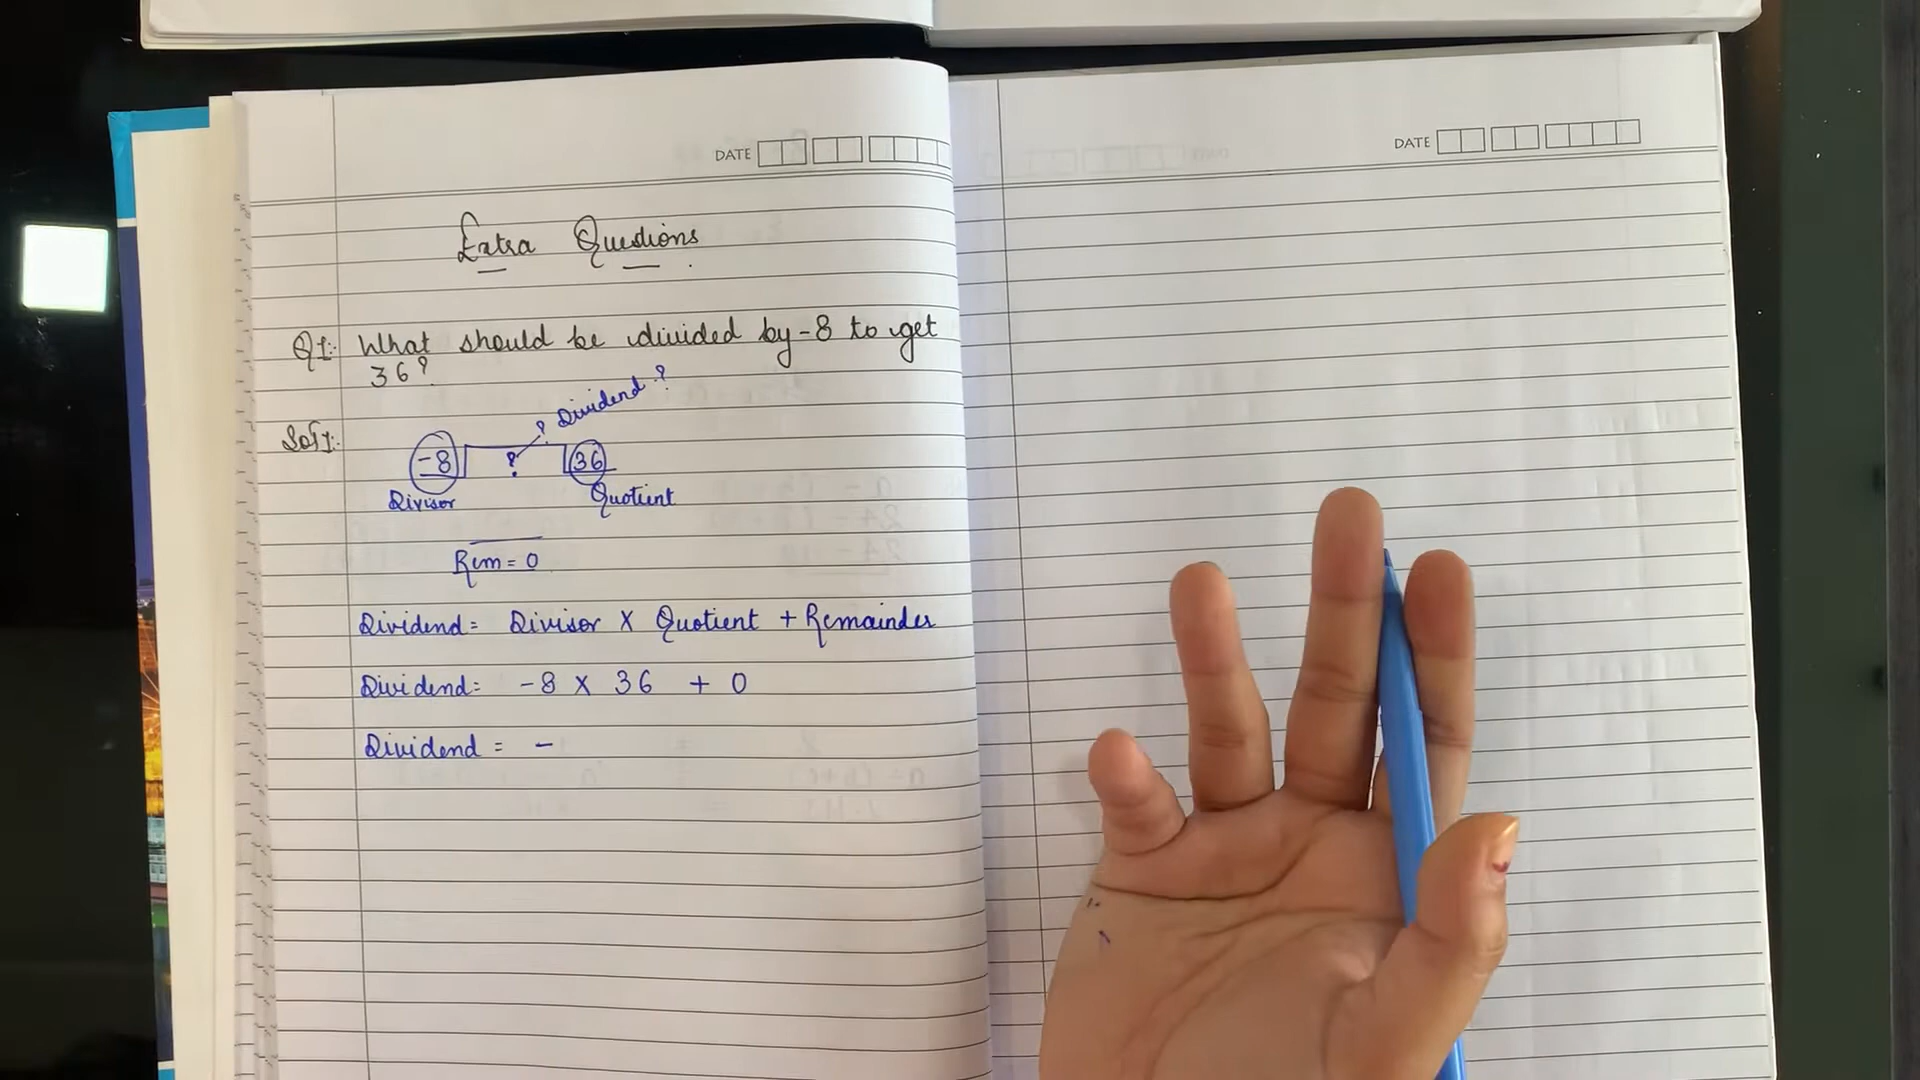 DATE
DATE
Extra Questions
Q1:- What should be divided by -8 to get
36?
Sol1:-
? Dividend ?
-8 ? 36
Divisor Quotient
Rem = 0
Dividend = Divisor X Quotient + Remainder
Dividend = -8 X 36 + 0
Dividend = -